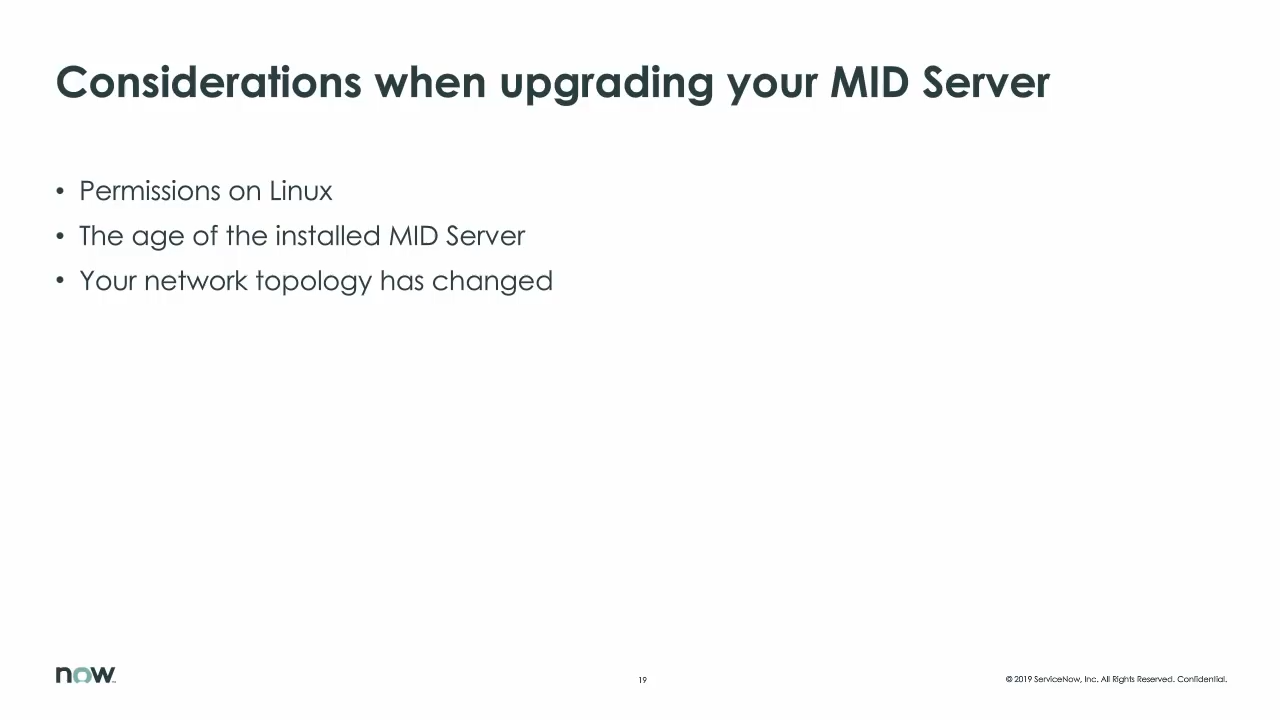 Considerations when upgrading your MID Server
• Permissions on Linux
• The age of the installed MID Server
• Your network topology has changed
now
19
© 2019 ServiceNow, Inc. All Rights Reserved. Confidential.